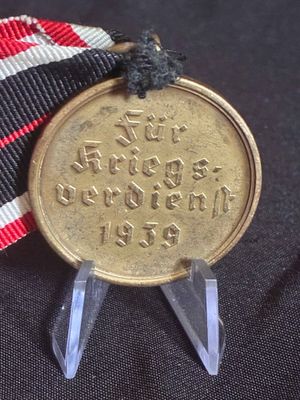 Für
Kriegs-
verdienst
1939